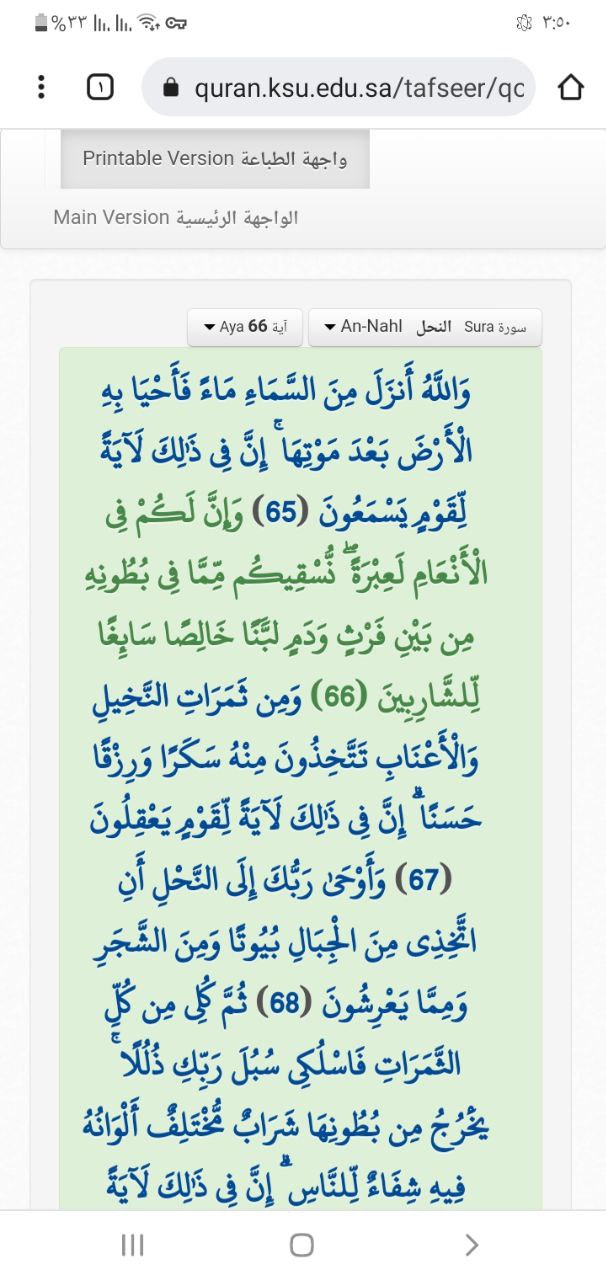 %٣٣ ٣:٥٠
١ quran.ksu.edu.sa/tafseer/qc
Printable Version واجهة الطباعة
Main Version الواجهة الرئيسية
سورة Sura النحل An-Nahl آية Aya 66
وَاللَّهُ أَنزَلَ مِنَ السَّمَاءِ مَاءً فَأَحْيَا بِهِ
الْأَرْضَ بَعْدَ مَوْتِهَا ۚ إِنَّ فِي ذَٰلِكَ لَآيَةً
لِّقَوْمٍ يَسْمَعُونَ (65) وَإِنَّ لَكُمْ فِي
الْأَنْعَامِ لَعِبْرَةً ۖ نُّسْقِيكُم مِّمَّا فِي بُطُونِهِ
مِن بَيْنِ فَرْثٍ وَدَمٍ لَّبَنًا خَالِصًا سَائِغًا
لِّلشَّارِبِينَ (66) وَمِن ثَمَرَاتِ النَّخِيلِ
وَالْأَعْنَابِ تَتَّخِذُونَ مِنْهُ سَكَرًا وَرِزْقًا
حَسَنًا ۗ إِنَّ فِي ذَٰلِكَ لَآيَةً لِّقَوْمٍ يَعْقِلُونَ
(67) وَأَوْحَىٰ رَبُّكَ إِلَى النَّحْلِ أَنِ
اتَّخِذِي مِنَ الْجِبَالِ بُيُوتًا وَمِنَ الشَّجَرِ
وَمِمَّا يَعْرِشُونَ (68) ثُمَّ كُلِي مِن كُلِّ
الثَّمَرَاتِ فَاسْلُكِي سُبُلَ رَبِّكِ ذُلُلًا ۚ
يَخْرُجُ مِن بُطُونِهَا شَرَابٌ مُّخْتَلِفٌ أَلْوَانُهُ
فِيهِ شِفَاءٌ لِّلنَّاسِ ۗ إِنَّ فِي ذَٰلِكَ لَآيَةً